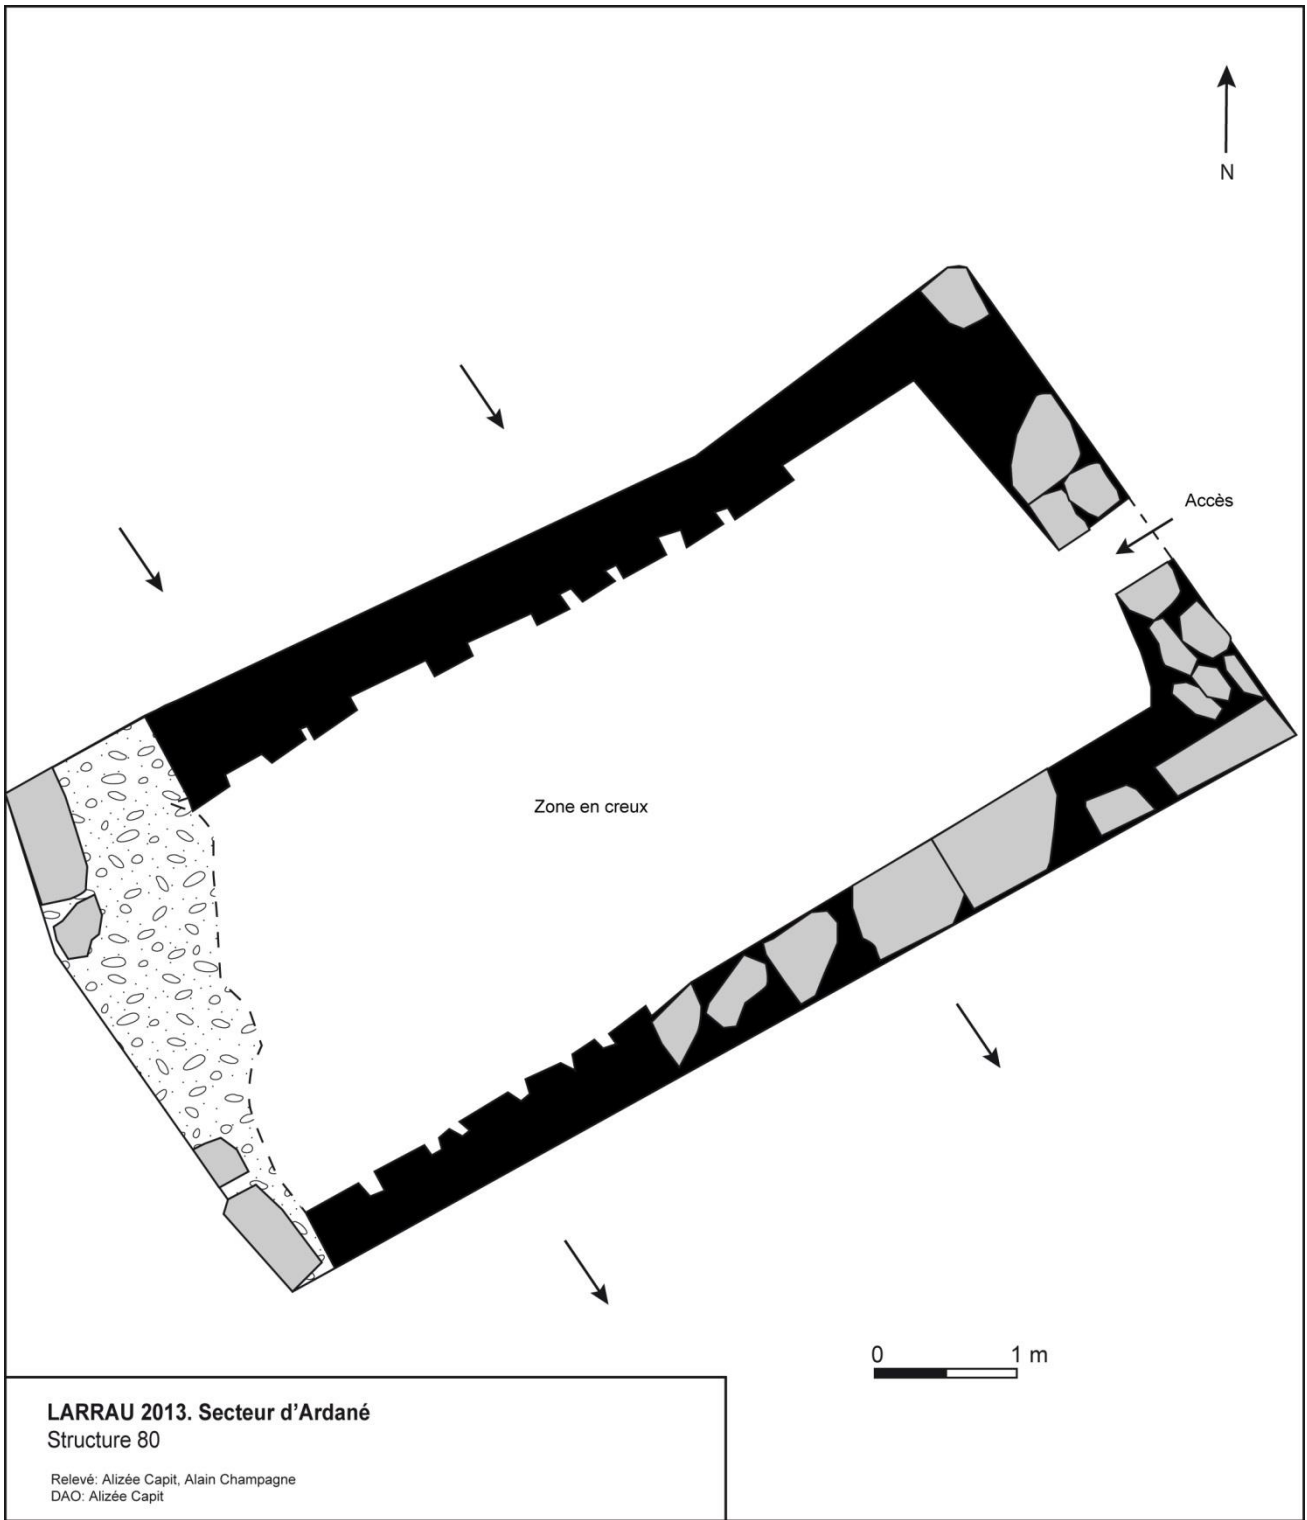 N
Accès
Zone en creux
0 1 m
LARRAU 2013. Secteur d'Ardané
Structure 80
Relevé: Alizée Capit, Alain Champagne
DAO: Alizée Capit